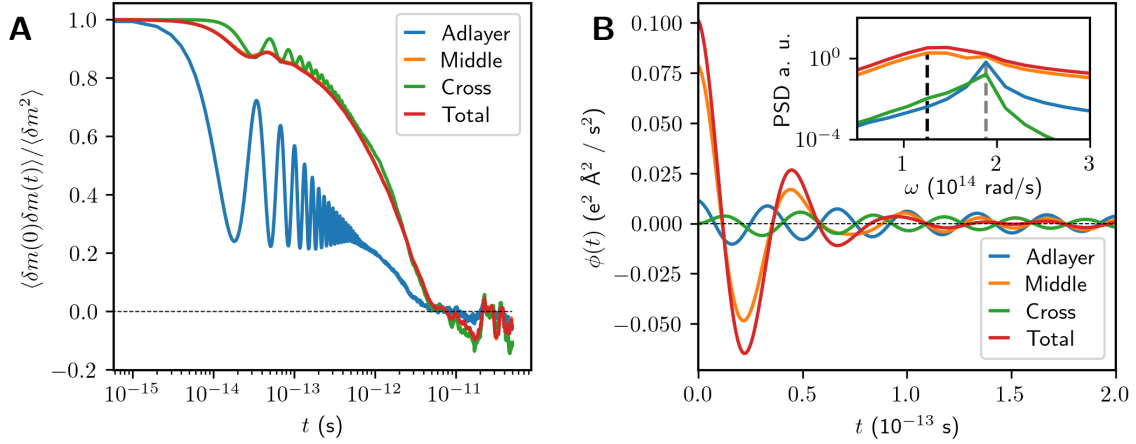 A
⟨δm(0)δm(t)⟩/⟨δm²⟩
1.0
0.8
0.6
0.4
0.2
0.0
−0.2
10⁻¹⁵
10⁻¹⁴
10⁻¹³
10⁻¹²
10⁻¹¹
t (s)
Adlayer
Middle
Cross
Total
B
ϕ(t) (e² Å² / s²)
0.100
0.075
0.050
0.025
0.000
−0.025
−0.050
0.0
0.5
1.0
1.5
2.0
t (10⁻¹³ s)
PSD a. u.
10⁰
10⁻⁴
1
2
3
ω (10¹⁴ rad/s)
Adlayer
Middle
Cross
Total